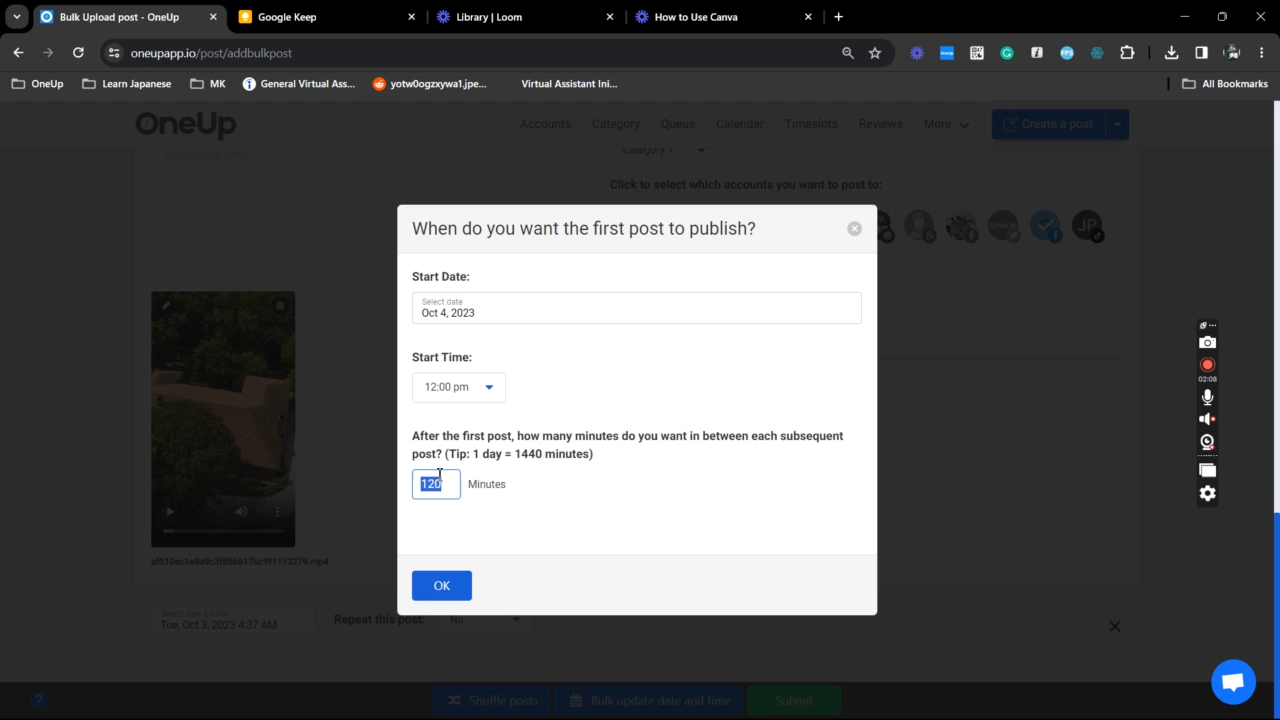 Bulk Upload post - OneUp
Google Keep
Library | Loom
How to Use Canva
oneupapp.io/post/addbulkpost
OneUp
Learn Japanese
MK
General Virtual Ass...
yotw0ogzxywa1.jpe...
Virtual Assistant Ini...
All Bookmarks
OneUp
Accounts
Category
Queue
Calendar
Timeslots
Reviews
More
Create a post
Category 1
Click to select which accounts you want to post to:
JP
When do you want the first post to publish?
Start Date:
Select date
Oct 4, 2023
Start Time:
12:00 pm
After the first post, how many minutes do you want in between each subsequent
post? (Tip: 1 day = 1440 minutes)
120
Minutes
OK
02:08
Select date & time
Tue, Oct 3, 2023 4:37 AM
Repeat this post:
No
Shuffle posts
Bulk update date and time
Submit